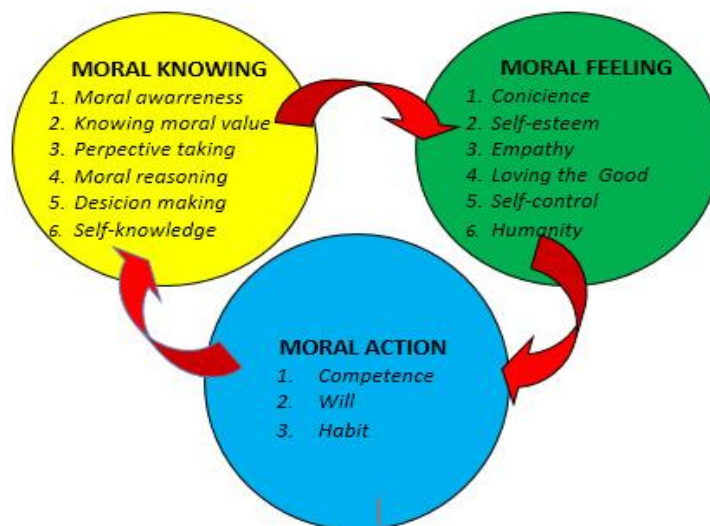 MORAL KNOWING
1. Moral awarreness
2. Knowing moral value
3. Perpective taking
4. Moral reasoning
5. Desicion making
6. Self-knowledge
MORAL FEELING
1. Conicience
2. Self-esteem
3. Empathy
4. Loving the Good
5. Self-control
6. Humanity
MORAL ACTION
1. Competence
2. Will
3. Habit